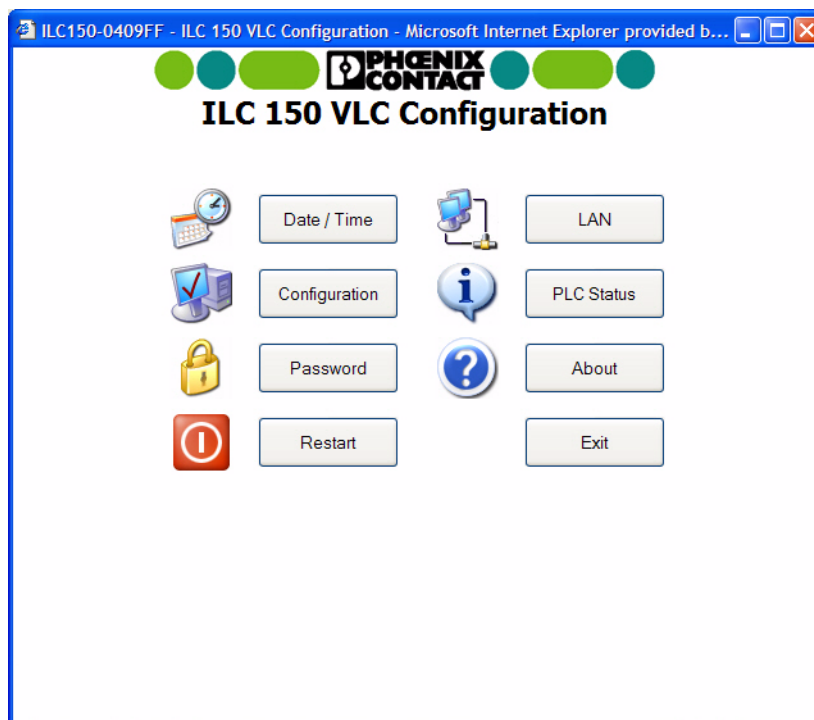 ILC150-0409FF - ILC 150 VLC Configuration - Microsoft Internet Explorer provided b...
PHŒNIX
CONTACT
ILC 150 VLC Configuration
Date / Time
LAN
Configuration
PLC Status
Password
About
Restart
Exit